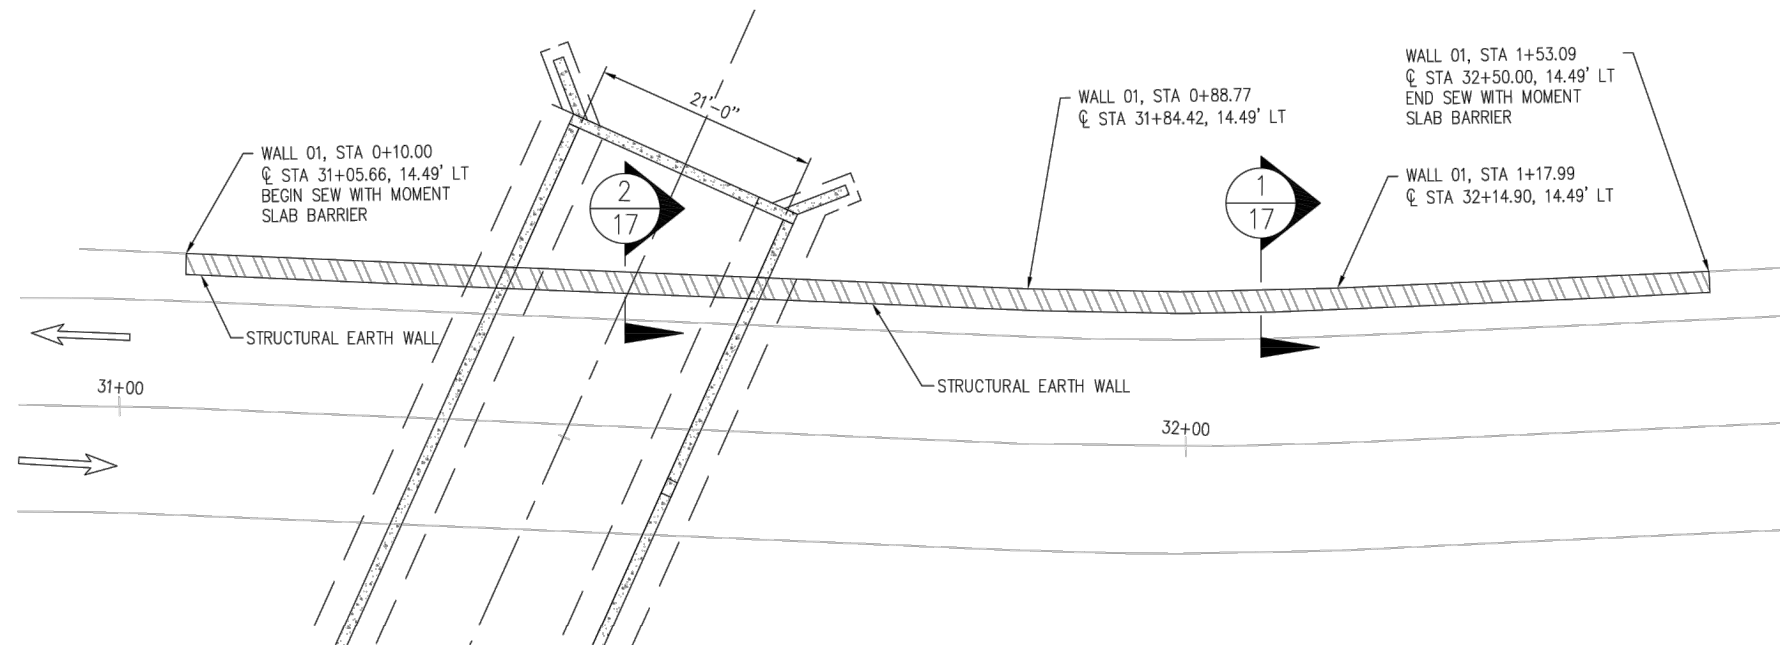 WALL 01, STA 1+53.09
℄ STA 32+50.00, 14.49' LT
END SEW WITH MOMENT
SLAB BARRIER
WALL 01, STA 0+88.77
℄ STA 31+84.42, 14.49' LT
21'-0"
WALL 01, STA 0+10.00
℄ STA 31+05.66, 14.49' LT
BEGIN SEW WITH MOMENT
SLAB BARRIER
2
17
1
17
WALL 01, STA 1+17.99
℄ STA 32+14.90, 14.49' LT
STRUCTURAL EARTH WALL
STRUCTURAL EARTH WALL
31+00
32+00